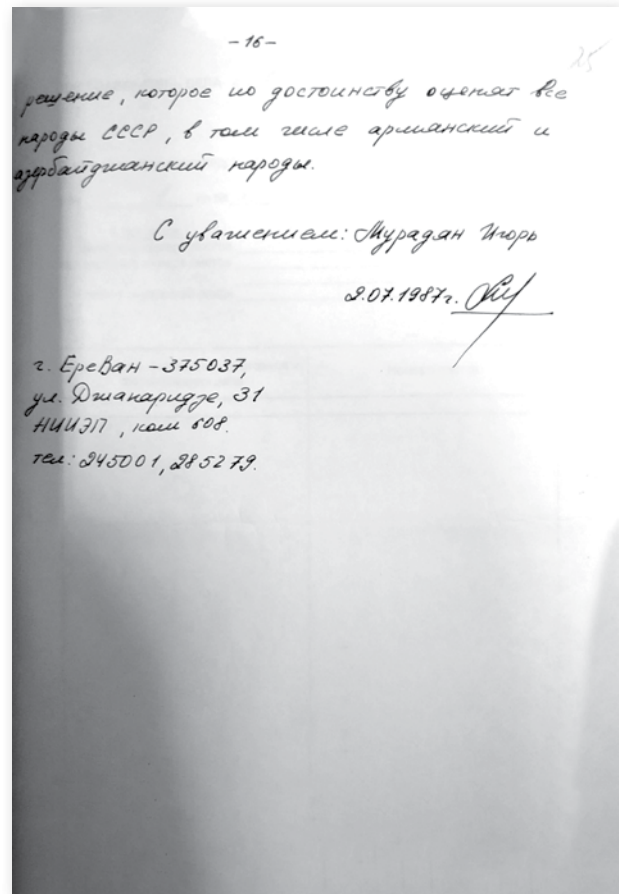 -16-
25
решение, которое по достоинству оценят все
народы СССР, в том числе армянский и
азербайджанский народы.
С уважением: Мурадян Игорь
2.07.1987г.
г. Ереван-375037,
ул. Джанаридзе, 31
НИИЭП, ком 608.
тел: 245001, 285279.